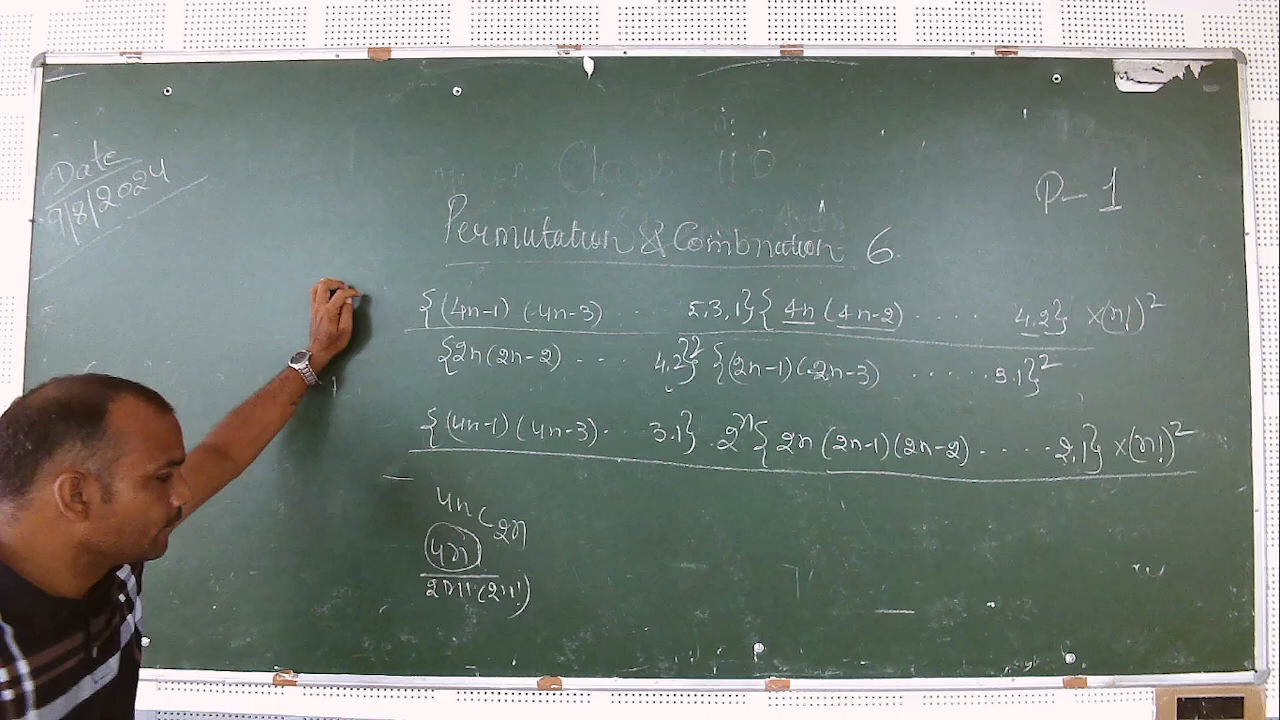 Date
9/8/2024
Class 11D
P-1
Permutation & Combination 6
{(4n-1) (4n-3) ... 5.3.1}{4n (4n-2) ..... 4.2} x(n!)²
{2n(2n-2) .... 4.2}² {(2n-1)(2n-3) ..... 3.1}²
{(4n-1)(4n-3)...3.1} .2ⁿ{2n (2n-1)(2n-2) .....2.1} x(n!)²
4nC2n
4n
2n!(2n!)